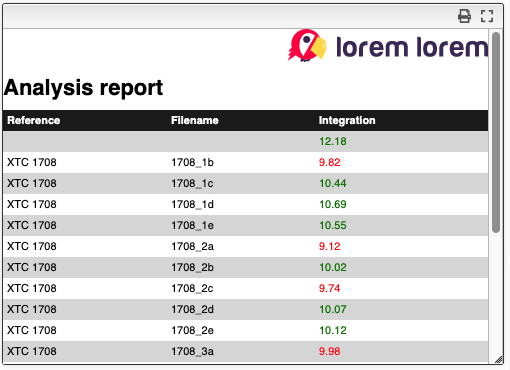 lorem lorem
Analysis report
Reference Filename Integration
12.18
XTC 1708 1708_1b 9.82
XTC 1708 1708_1c 10.44
XTC 1708 1708_1d 10.69
XTC 1708 1708_1e 10.55
XTC 1708 1708_2a 9.12
XTC 1708 1708_2b 10.02
XTC 1708 1708_2c 9.74
XTC 1708 1708_2d 10.07
XTC 1708 1708_2e 10.12
XTC 1708 1708_3a 9.98